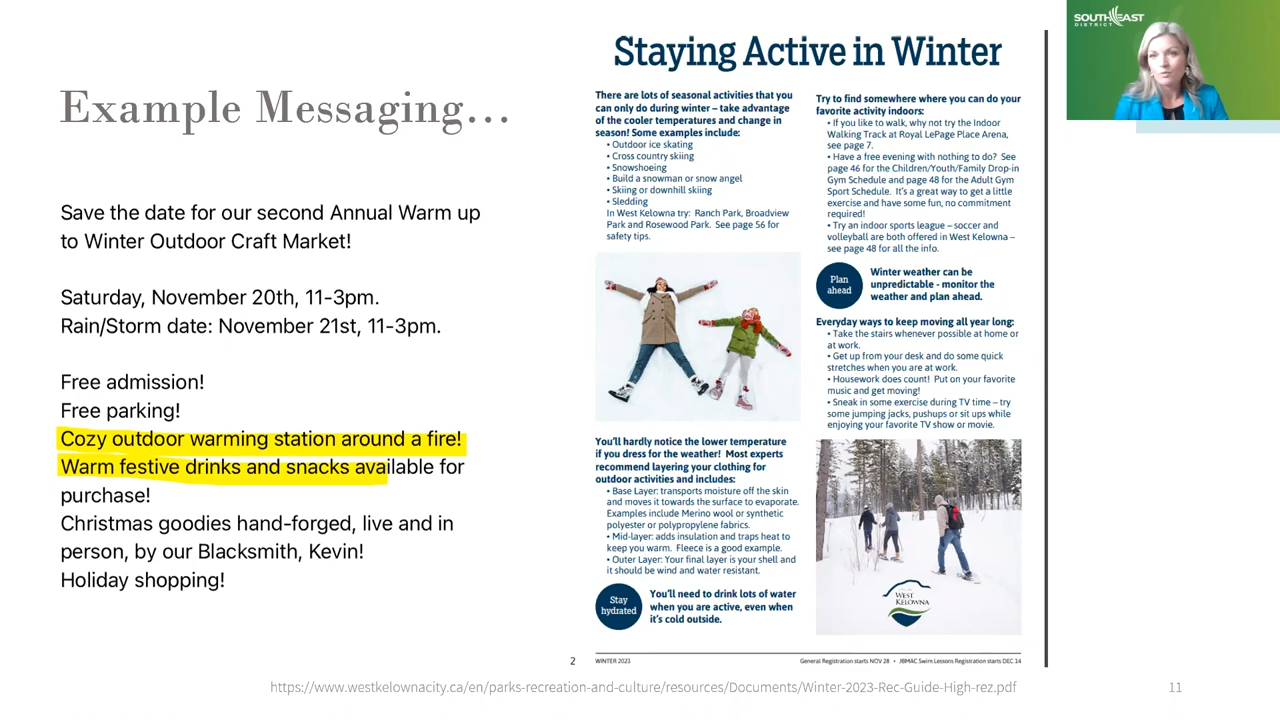 Example Messaging...
Save the date for our second Annual Warm up
to Winter Outdoor Craft Market!
Saturday, November 20th, 11-3pm.
Rain/Storm date: November 21st, 11-3pm.
Free admission!
Free parking!
Cozy outdoor warming station around a fire!
Warm festive drinks and snacks available for
purchase!
Christmas goodies hand-forged, live and in
person, by our Blacksmith, Kevin!
Holiday shopping!
Staying Active in Winter
There are lots of seasonal activities that you
can only do during winter – take advantage
of the cooler temperatures and change in
season! Some examples include:
• Outdoor ice skating
• Cross country skiing
• Snowshoeing
• Build a snowman or snow angel
• Skiing or downhill skiing
• Sledding
In West Kelowna try: Ranch Park, Broadview
Park and Rosewood Park. See page 56 for
safety tips.
You'll hardly notice the lower temperature
if you dress for the weather! Most experts
recommend layering your clothing for
outdoor activities and includes:
• Base Layer: transports moisture off the skin
and moves it towards the surface to evaporate.
Examples include Merino wool or synthetic
polyester or polypropylene fabrics.
• Mid-layer: adds insulation and traps heat to
keep you warm. Fleece is a good example.
• Outer Layer: Your final layer is your shell and
it should be wind and water resistant.
Stay
hydrated
You'll need to drink lots of water
when you are active, even when
it's cold outside.
Try to find somewhere where you can do your
favorite activity indoors:
• If you like to walk, why not try the Indoor
Walking Track at Royal LePage Place Arena,
see page 7.
• Have a free evening with nothing to do? See
page 46 for the Children/Youth/Family Drop-in
Gym Schedule and page 48 for the Adult Gym
Sport Schedule. It's a great way to get a little
exercise and have some fun, no commitment
required!
• Try an indoor sports league – soccer and
volleyball are both offered in West Kelowna –
see page 48 for all the info.
Plan
ahead
Winter weather can be
unpredictable - monitor the
weather and plan ahead.
Everyday ways to keep moving all year long:
• Take the stairs whenever possible at home or
at work.
• Get up from your desk and do some quick
stretches when you are at work.
• Housework does count! Put on your favorite
music and get moving!
• Sneak in some exercise during TV time – try
some jumping jacks, pushups or sit ups while
enjoying your favorite TV show or movie.
WEST
KELOWNA
2 WINTER 2023
General Registration starts NOV 28 • JBMAC Swim Lessons Registration starts DEC 14
https://www.westkelownacity.ca/en/parks-recreation-and-culture/resources/Documents/Winter-2023-Rec-Guide-High-rez.pdf
11
SOUTHEAST
DISTRICT